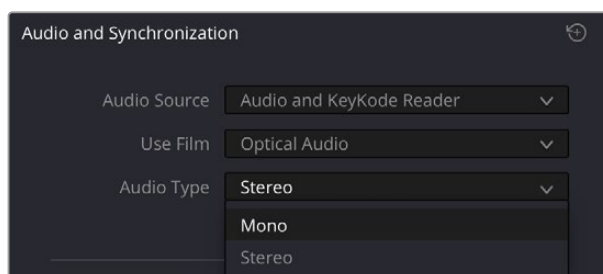 Audio and Synchronization
Audio Source Audio and KeyKode Reader
Use Film Optical Audio
Audio Type Stereo
Mono
Stereo